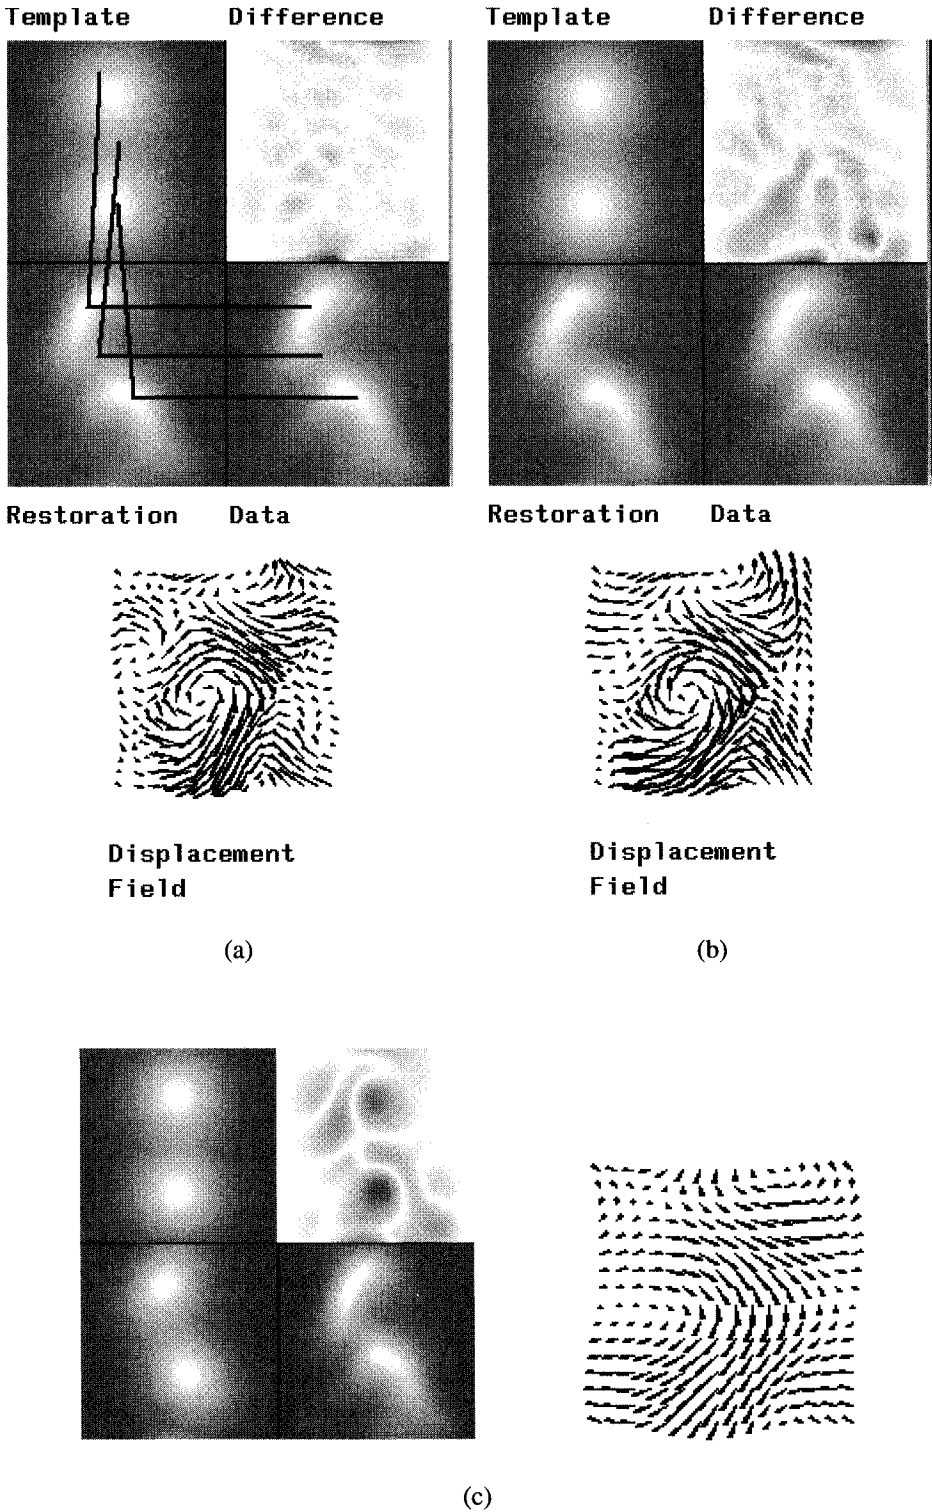 Template Difference
Template Difference
Restoration Data
Restoration Data
Displacement
Field
Displacement
Field
(a)
(b)
(c)